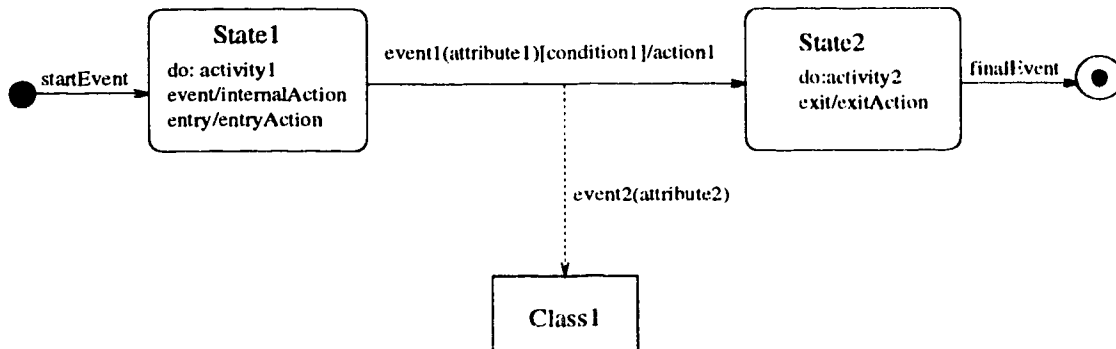 startEvent
State1
do: activity1
event/internalAction
entry/entryAction
event1(attribute1)[condition1]/action1
State2
do:activity2
exit/exitAction
finalEvent
event2(attribute2)
Class1